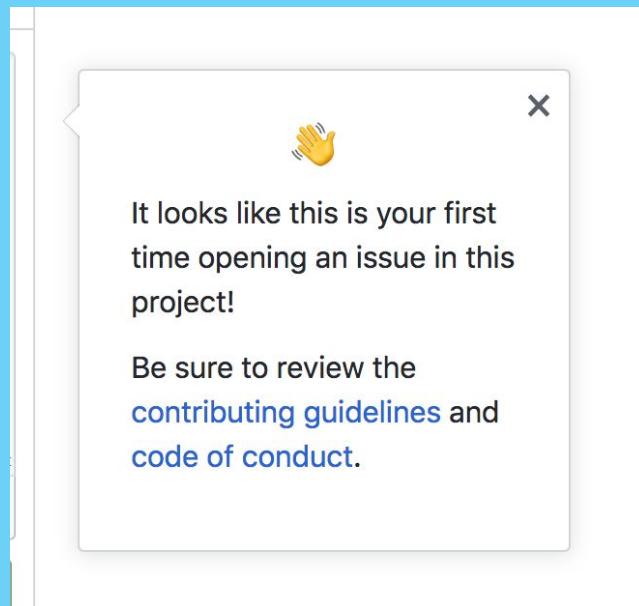 It looks like this is your first
time opening an issue in this
project!
Be sure to review the
contributing guidelines and
code of conduct.